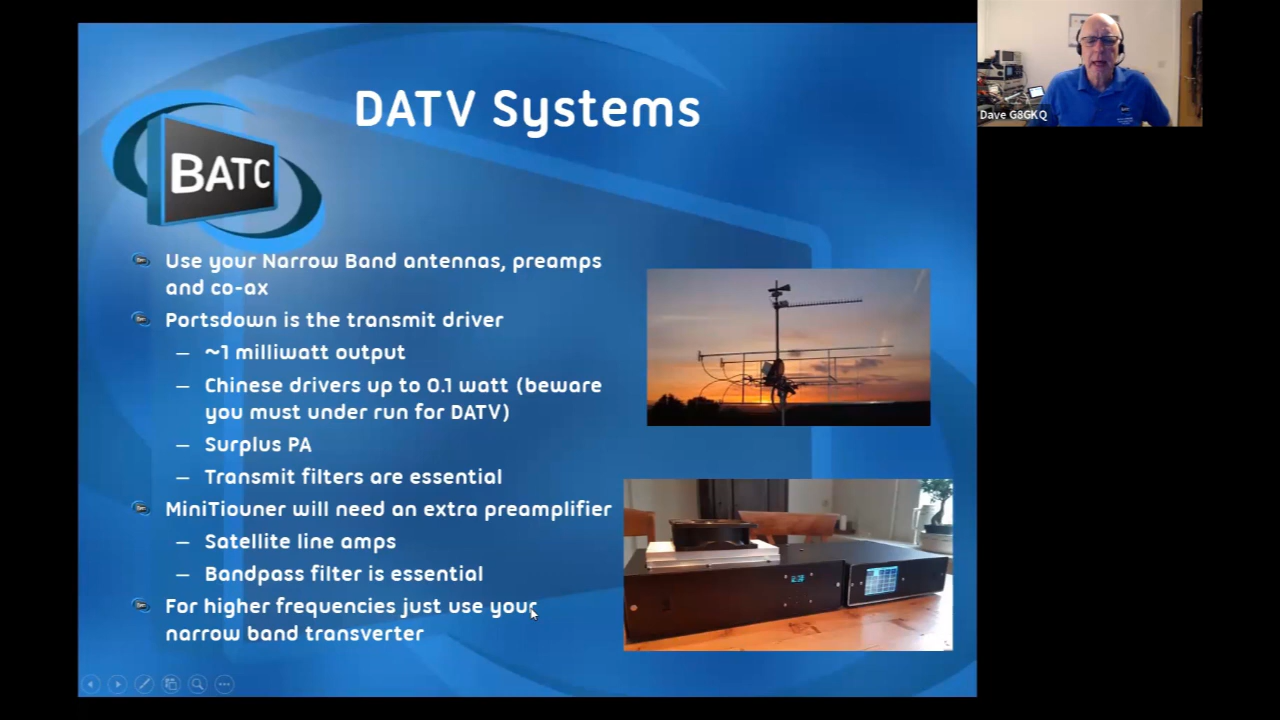 DATV Systems
BATC
Use your Narrow Band antennas, preamps
and co-ax
Portsdown is the transmit driver
– ~1 milliwatt output
– Chinese drivers up to 0.1 watt (beware
you must under run for DATV)
– Surplus PA
– Transmit filters are essential
MiniTiouner will need an extra preamplifier
– Satellite line amps
– Bandpass filter is essential
For higher frequencies just use your
narrow band transverter
Dave G8GKQ